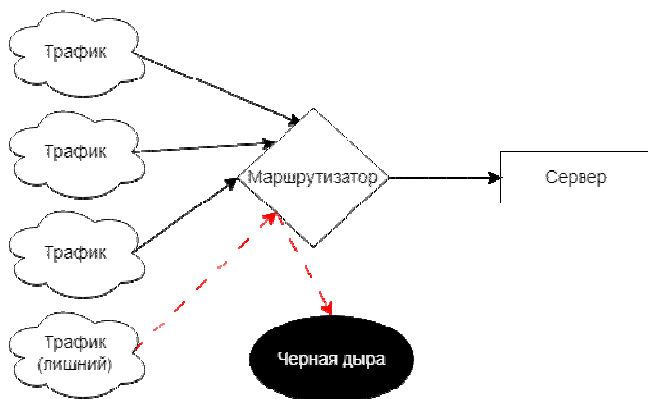 Трафик
Трафик
Маршрутизатор
Сервер
Трафик
Трафик
(лишний)
Черная дыра